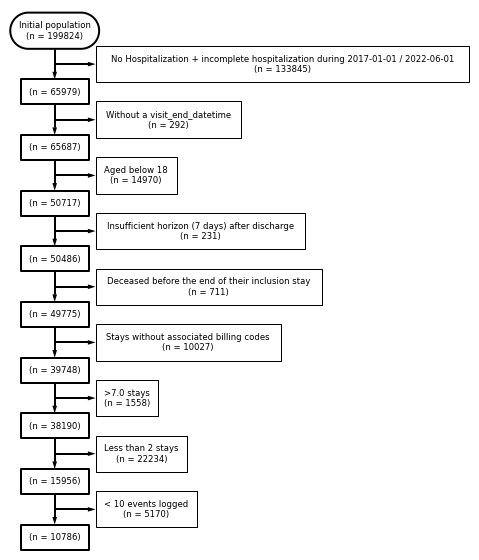 Initial population
(n = 199824)
No Hospitalization + incomplete hospitalization during 2017-01-01 / 2022-06-01
(n = 133845)
(n = 65979)
Without a visit_end_datetime
(n = 292)
(n = 65687)
Aged below 18
(n = 14970)
(n = 50717)
Insufficient horizon (7 days) after discharge
(n = 231)
(n = 50486)
Deceased before the end of their inclusion stay
(n = 711)
(n = 49775)
Stays without associated billing codes
(n = 10027)
(n = 39748)
>7.0 stays
(n = 1558)
(n = 38190)
Less than 2 stays
(n = 22234)
(n = 15956)
< 10 events logged
(n = 5170)
(n = 10786)